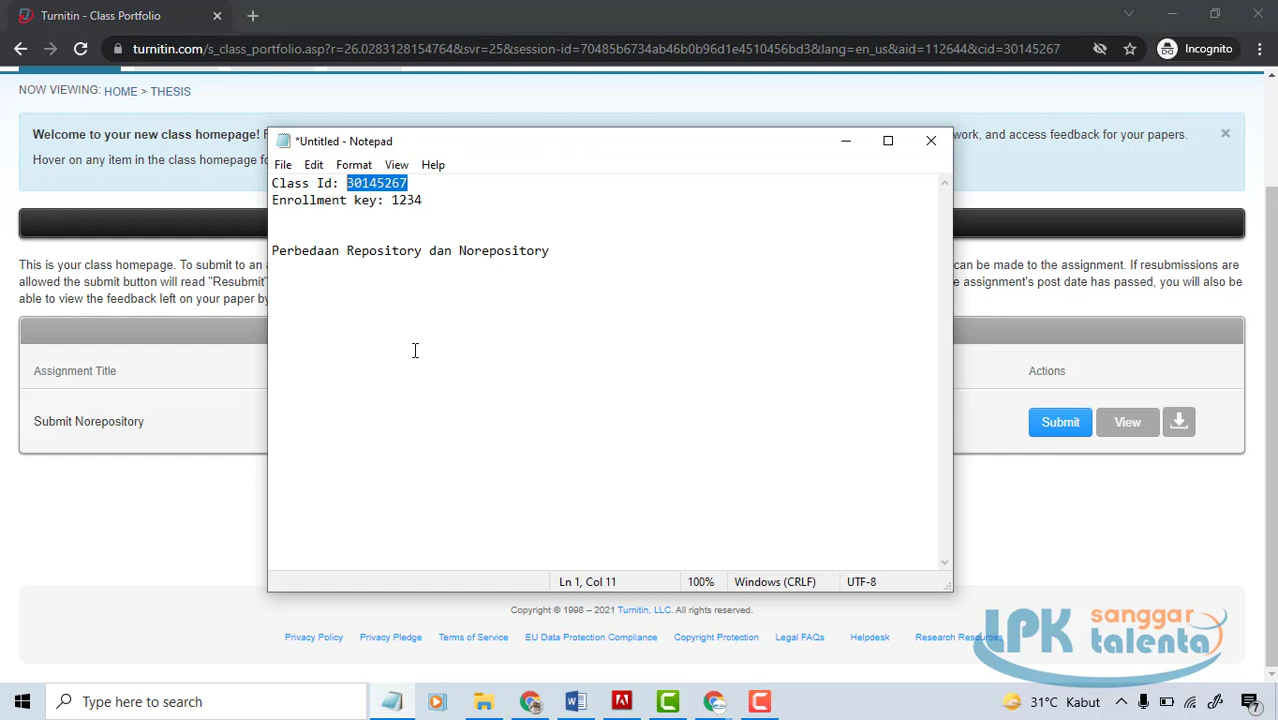 Turnitin - Class Portfolio
turnitin.com/s_class_portfolio.asp?r=26.0283128154764&svr=25&session-id=70485b6734ab46b0b96d1e4510456bd3&lang=en_us&aid=112644&cid=30145267
Incognito
NOW VIEWING: HOME > THESIS
Welcome to your new class homepage! work, and access feedback for your papers.
Hover on any item in the class homepage
*Untitled - Notepad
File Edit Format View Help
Class Id: 30145267
Enrollment key: 1234
Perbedaan Repository dan Norepository
This is your class homepage. To submit to an can be made to the assignment. If resubmissions are
allowed the submit button will read "Resubmit" assignment's post date has passed, you will also be
able to view the feedback left on your paper by
Assignment Title Actions
Submit Norepository Submit View
Ln 1, Col 11 100% Windows (CRLF) UTF-8
Copyright © 1998 – 2021 Turnitin, LLC. All rights reserved.
Privacy Policy Privacy Pledge Terms of Service EU Data Protection Compliance Copyright Protection Legal FAQs Helpdesk Research Resources
LPK sanggar talenta
Type here to search
31°C Kabut
7